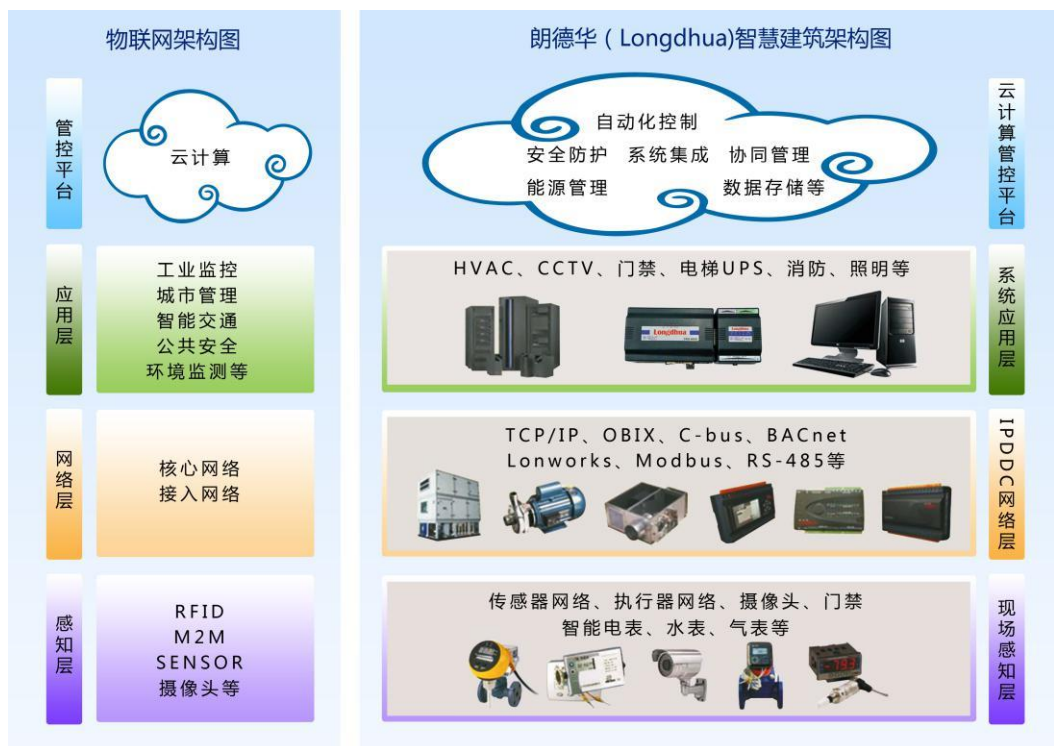 物联网架构图
管控平台
云计算
应用层
工业监控
城市管理
智能交通
公共安全
环境监测等
网络层
核心网络
接入网络
感知层
RFID
M2M
SENSOR
摄像头等
朗德华（Longdhua)智慧建筑架构图
自动化控制
安全防护 系统集成 协同管理
能源管理 数据存储等
云计算管控平台
HVAC、CCTV、门禁、电梯UPS、消防、照明等
LongDhua
LongDhua
系统应用层
TCP/IP、OBIX、C-bus、BACnet
Lonworks、Modbus、RS-485等
IPDDC网络层
传感器网络、执行器网络、摄像头、门禁
智能电表、水表、气表等
现场感知层